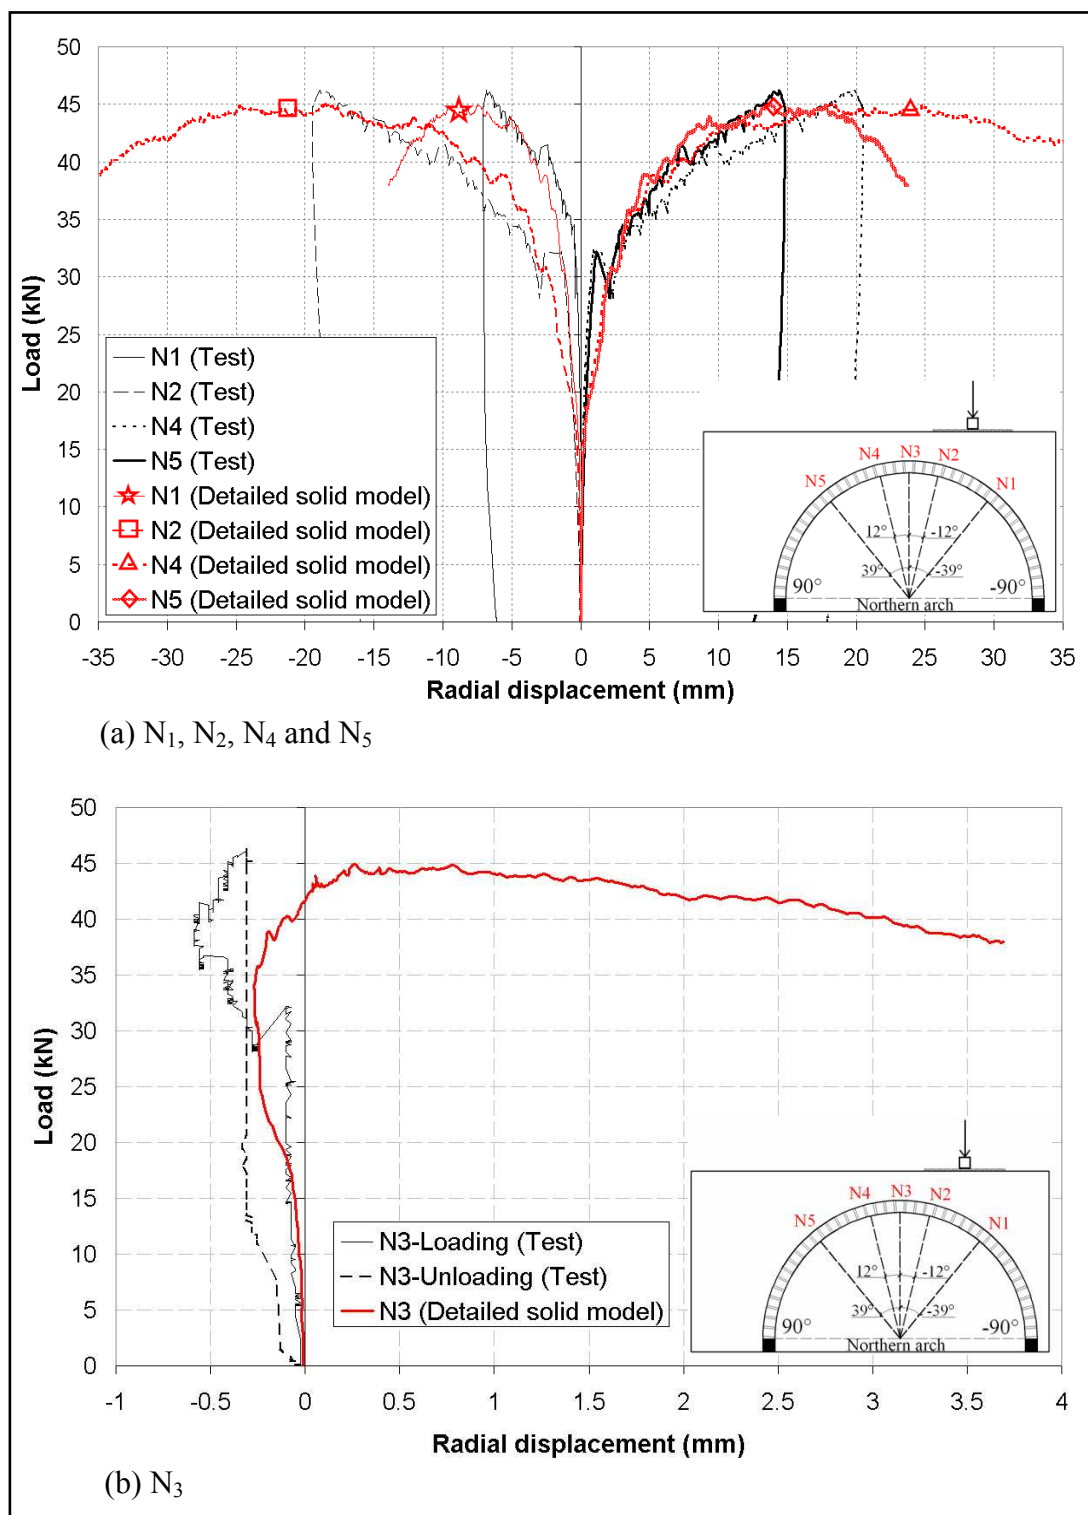 50
45
40
35
30
25
20
15
10
5
0
Load (kN)
N1 (Test)
N2 (Test)
N4 (Test)
N5 (Test)
N1 (Detailed solid model)
N2 (Detailed solid model)
N4 (Detailed solid model)
N5 (Detailed solid model)
N5 N4 N3 N2 N1
12° -12°
39° -39°
90° -90°
Northern arch
-35 -30 -25 -20 -15 -10 -5 0 5 10 15 20 25 30 35
Radial displacement (mm)
(a) N₁, N₂, N₄ and N₅
50
45
40
35
30
25
20
15
10
5
0
Load (kN)
N3-Loading (Test)
N3-Unloading (Test)
N3 (Detailed solid model)
N5 N4 N3 N2 N1
12° -12°
39° -39°
90° -90°
Northern arch
-1 -0.5 0 0.5 1 1.5 2 2.5 3 3.5 4
Radial displacement (mm)
(b) N₃